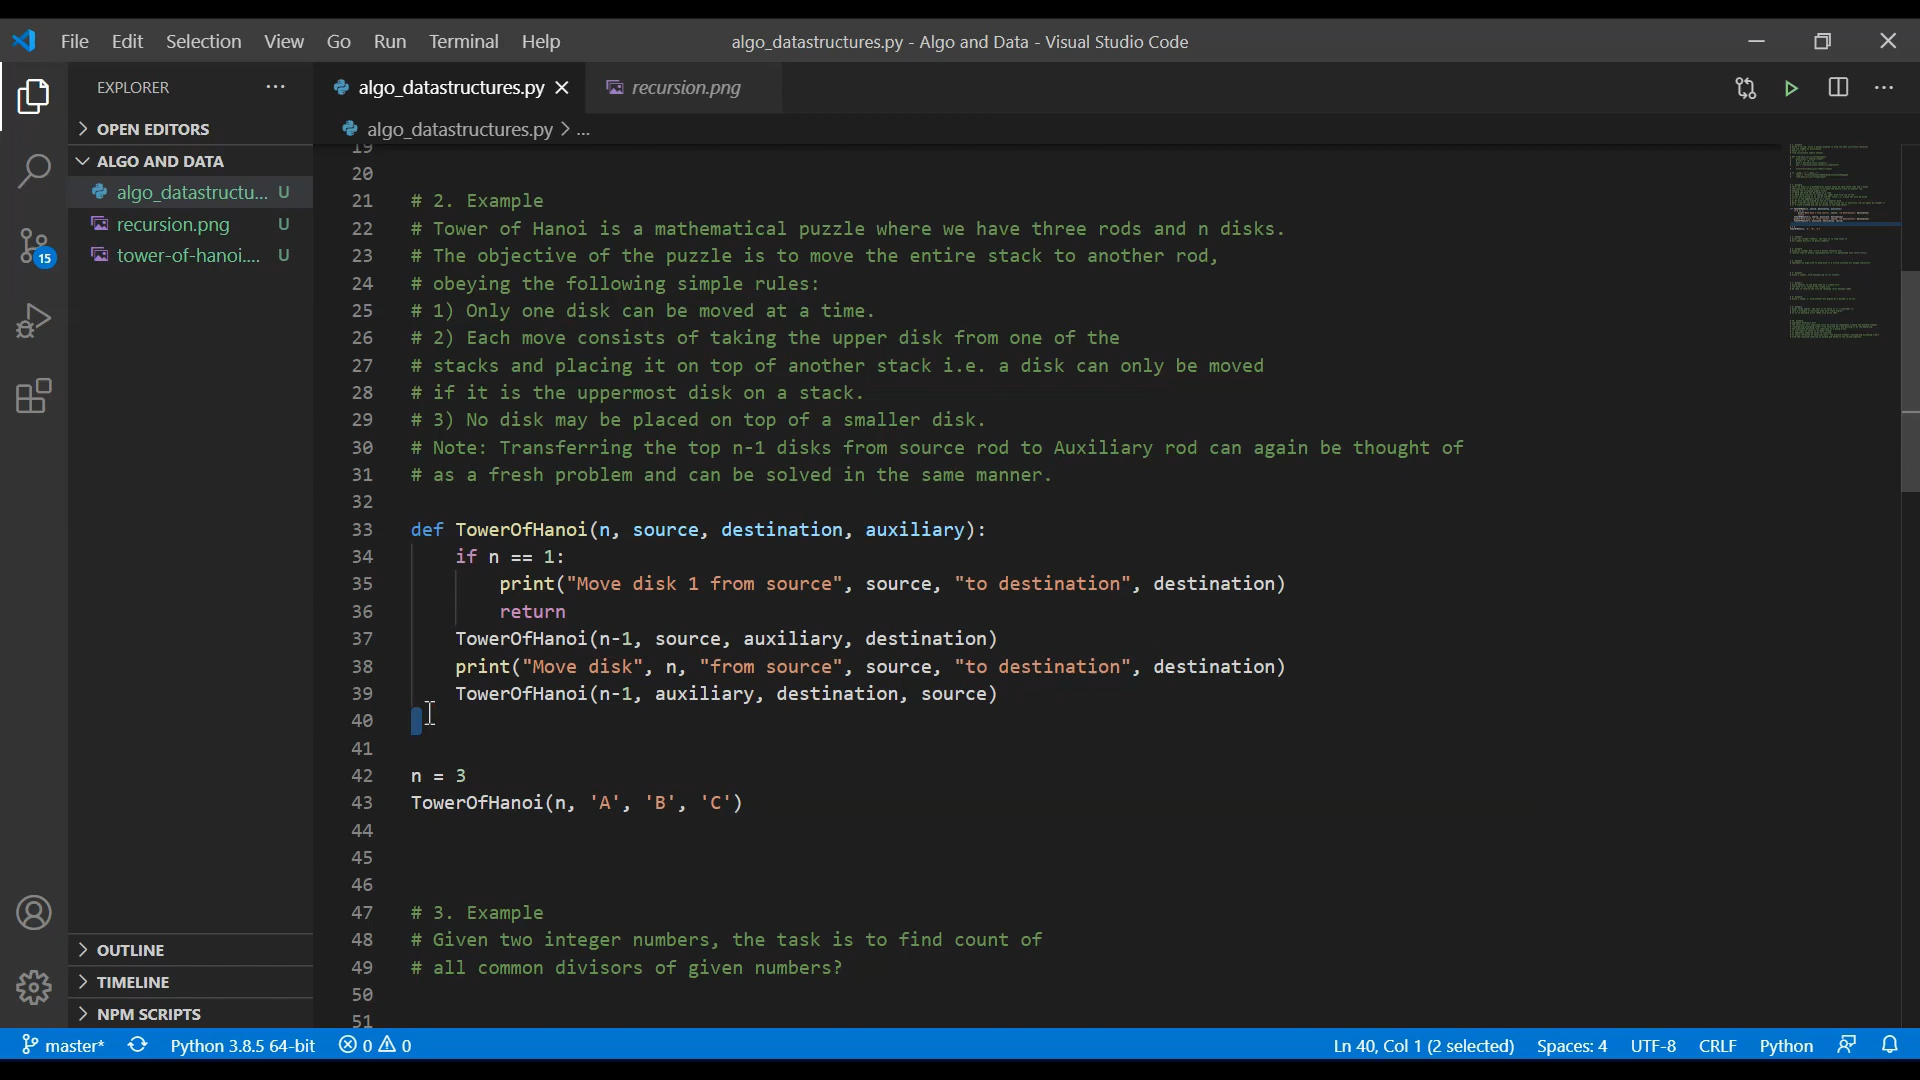 File Edit Selection View Go Run Terminal Help
algo_datastructures.py - Algo and Data - Visual Studio Code
EXPLORER
algo_datastructures.py
recursion.png
OPEN EDITORS
algo_datastructures.py > ...
ALGO AND DATA
algo_datastructu... U
recursion.png U
tower-of-hanoi.... U
15
19
20
21 # 2. Example
22 # Tower of Hanoi is a mathematical puzzle where we have three rods and n disks.
23 # The objective of the puzzle is to move the entire stack to another rod,
24 # obeying the following simple rules:
25 # 1) Only one disk can be moved at a time.
26 # 2) Each move consists of taking the upper disk from one of the
27 # stacks and placing it on top of another stack i.e. a disk can only be moved
28 # if it is the uppermost disk on a stack.
29 # 3) No disk may be placed on top of a smaller disk.
30 # Note: Transferring the top n-1 disks from source rod to Auxiliary rod can again be thought of
31 # as a fresh problem and can be solved in the same manner.
32
33 def TowerOfHanoi(n, source, destination, auxiliary):
34 if n == 1:
35 print("Move disk 1 from source", source, "to destination", destination)
36 return
37 TowerOfHanoi(n-1, source, auxiliary, destination)
38 print("Move disk", n, "from source", source, "to destination", destination)
39 TowerOfHanoi(n-1, auxiliary, destination, source)
40
41
42 n = 3
43 TowerOfHanoi(n, 'A', 'B', 'C')
44
45
46
47 # 3. Example
48 # Given two integer numbers, the task is to find count of
49 # all common divisors of given numbers?
50
51
OUTLINE
TIMELINE
NPM SCRIPTS
master* Python 3.8.5 64-bit 0 0 Ln 40, Col 1 (2 selected) Spaces: 4 UTF-8 CRLF Python